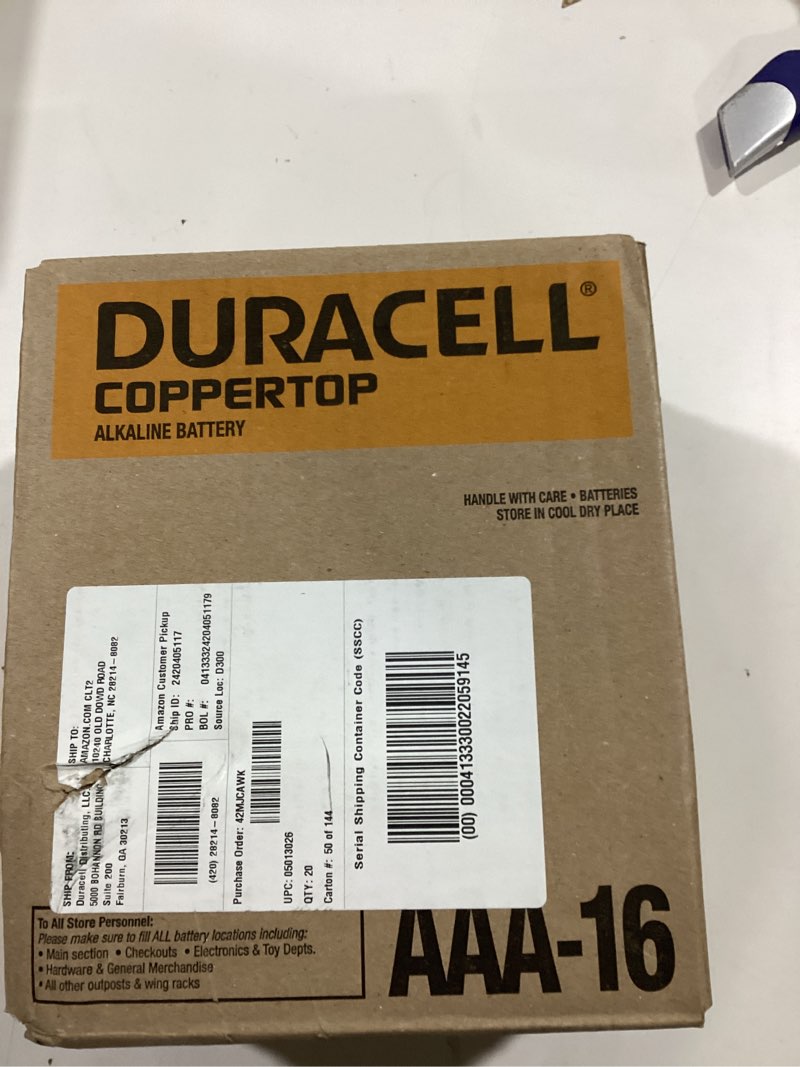 DURACELL®
COPPERTOP
ALKALINE BATTERY
HANDLE WITH CARE • BATTERIES
STORE IN COOL DRY PLACE
SHIP FROM:
Duracell Distributing, LLC
5000 BOHANNON RD BUILDING
Suite 200
Fairburn, GA 30213
SHIP TO:
AMAZON.COM CLT2
10240 OLD DOWD ROAD
CHARLOTTE, NC 28214-8082
(420) 28214-8082
Amazon Customer Pickup
Ship ID: 2420405117
PRO #:
BOL #: 04133324204051179
Source Loc: D300
Purchase Order: 42MJCAWK
UPC: 05013026
QTY: 20
Carton #: 50 of 144
Serial Shipping Container Code (SSCC)
(00) 000413330022059145
To All Store Personnel:
Please make sure to fill ALL battery locations including:
• Main section • Checkouts • Electronics & Toy Depts.
• Hardware & General Merchandise
• All other outposts & wing racks
AAA-16